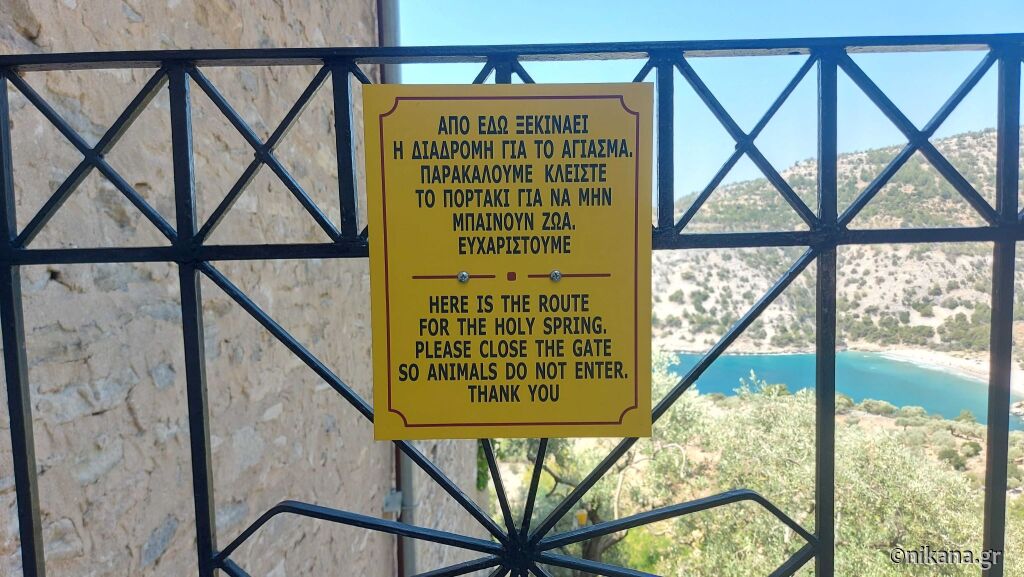 ΑΠΟ ΕΔΩ ΞΕΚΙΝΑΕΙ
Η ΔΙΑΔΡΟΜΗ ΓΙΑ ΤΟ ΑΓΙΑΣΜΑ.
ΠΑΡΑΚΑΛΟΥΜΕ ΚΛΕΙΣΤΕ
ΤΟ ΠΟΡΤΑΚΙ ΓΙΑ ΝΑ ΜΗΝ
ΜΠΑΙΝΟΥΝ ΖΩΑ.
ΕΥΧΑΡΙΣΤΟΥΜΕ
HERE IS THE ROUTE
FOR THE HOLY SPRING.
PLEASE CLOSE THE GATE
SO ANIMALS DO NOT ENTER.
THANK YOU
©nikana.gr